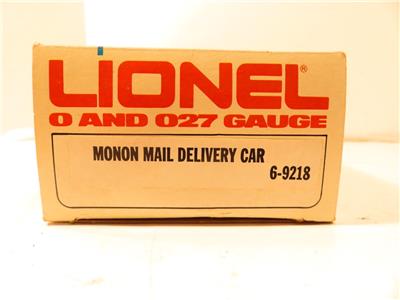 LIONEL®
O AND O27 GAUGE
MONON MAIL DELIVERY CAR
6-9218